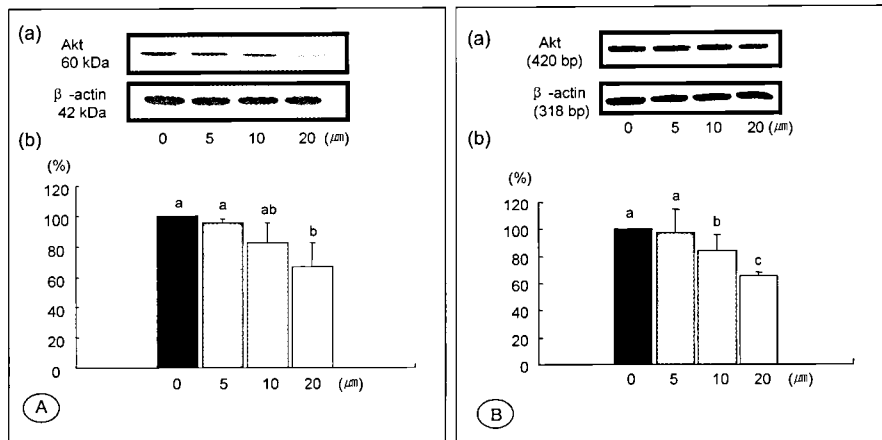 (a)
Akt
60 kDa
β -actin
42 kDa
0 5 10 20 (㎛)
(b)
(%)
120
100
80
60
40
20
0
a a ab b
0 5 10 20 (㎛)
A
(a)
Akt
(420 bp)
β -actin
(318 bp)
0 5 10 20 (㎛)
(b)
(%)
120
100
80
60
40
20
0
a a b c
0 5 10 20 (㎛)
B